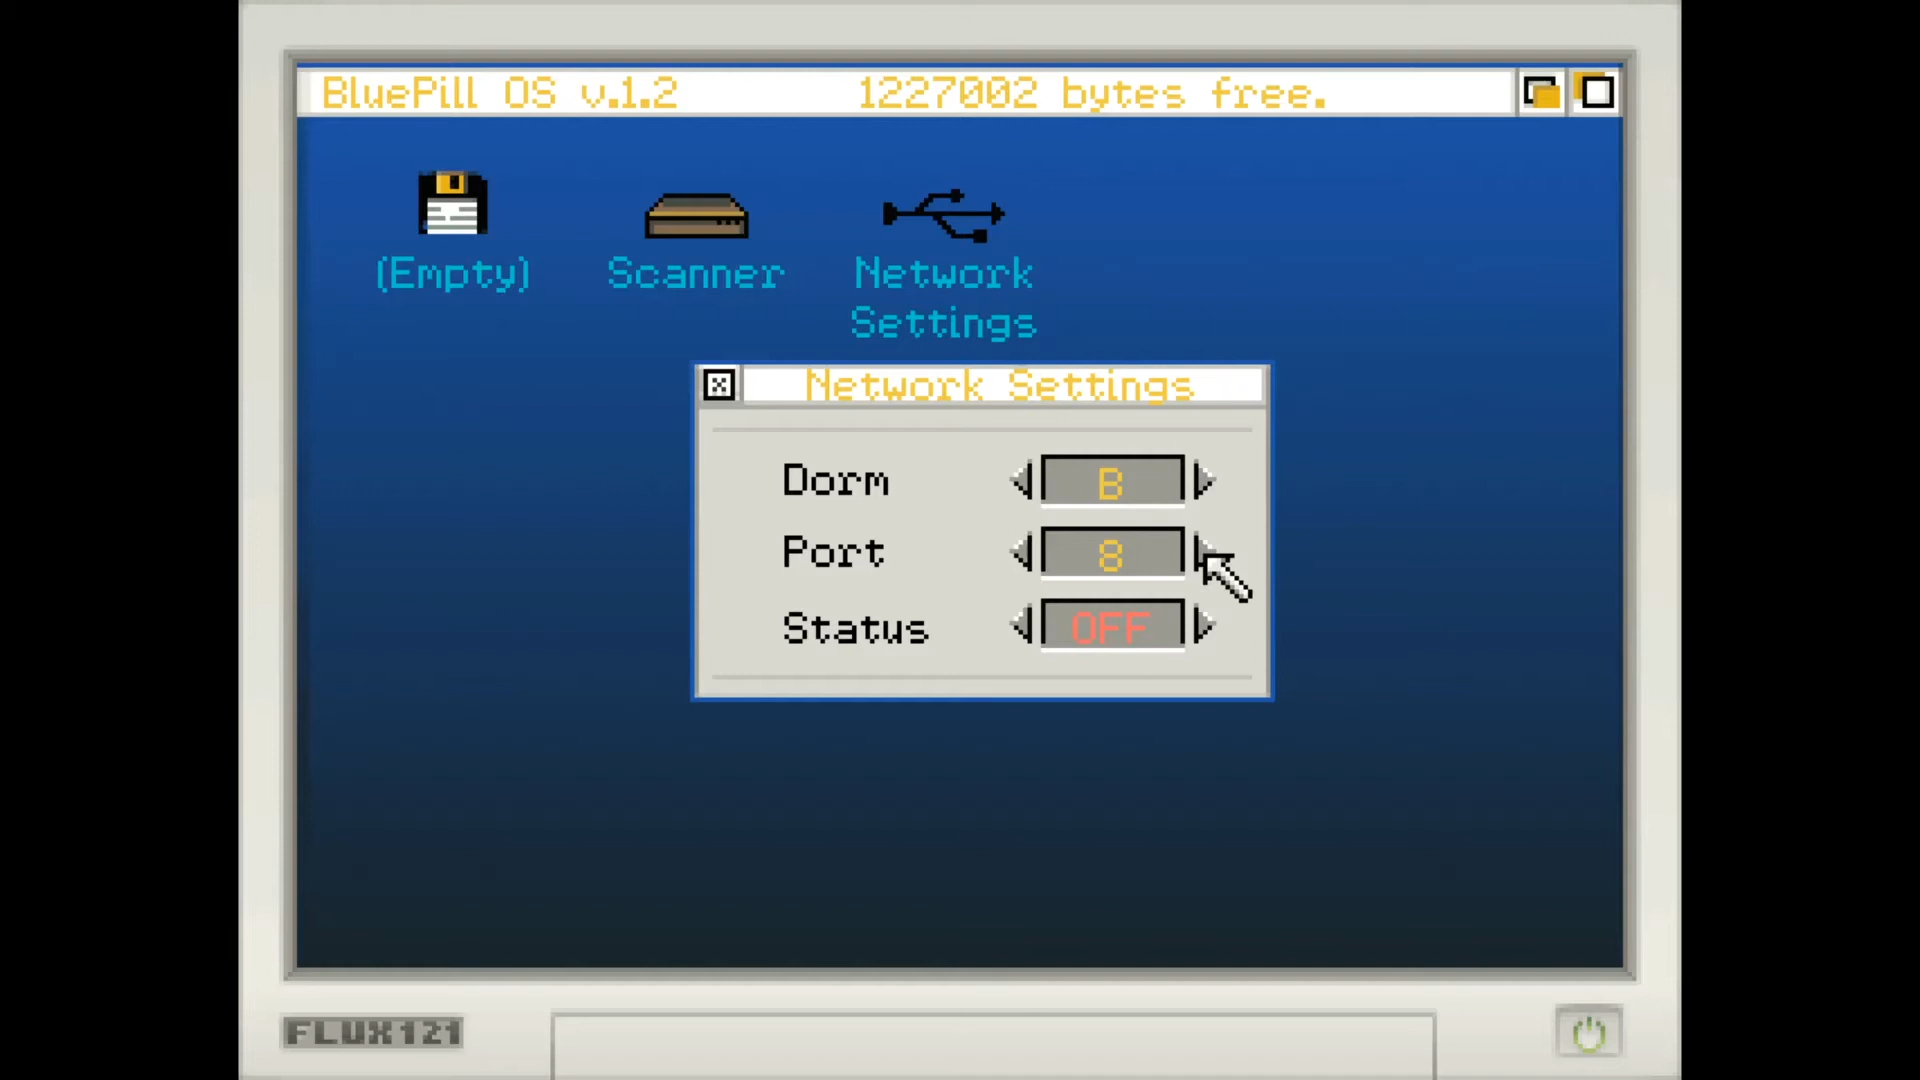 BluePill OS v.1.2 1227002 bytes free.
(Empty)
Scanner
Network
Settings
Network Settings
Dorm B
Port 8
Status OFF
FLUX121